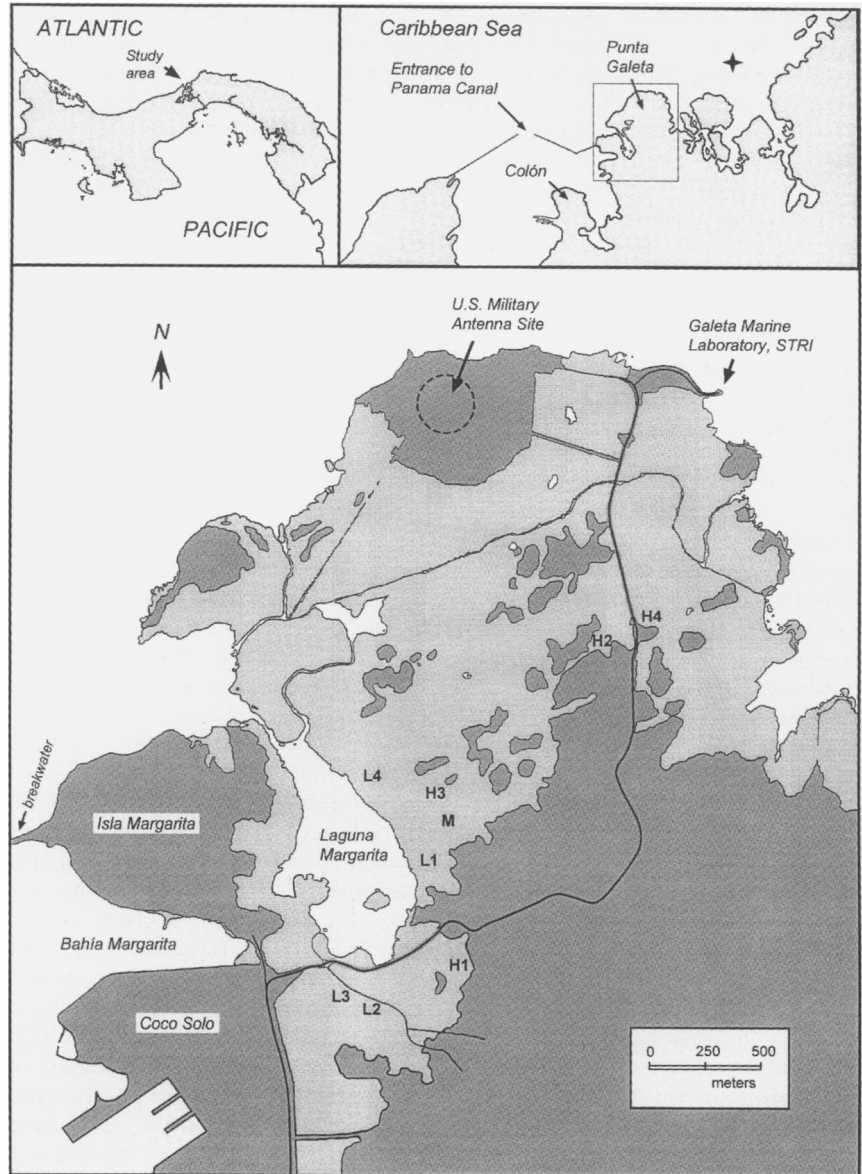 ATLANTIC
Study
area
PACIFIC
Caribbean Sea
Entrance to
Panama Canal
Punta
Galeta
Colón
N
U.S. Military
Antenna Site
Galeta Marine
Laboratory, STRI
H4
H2
L4
H3
M
L1
breakwater
Isla Margarita
Laguna
Margarita
Bahía Margarita
H1
L3
L2
Coco Solo
0 250 500
meters